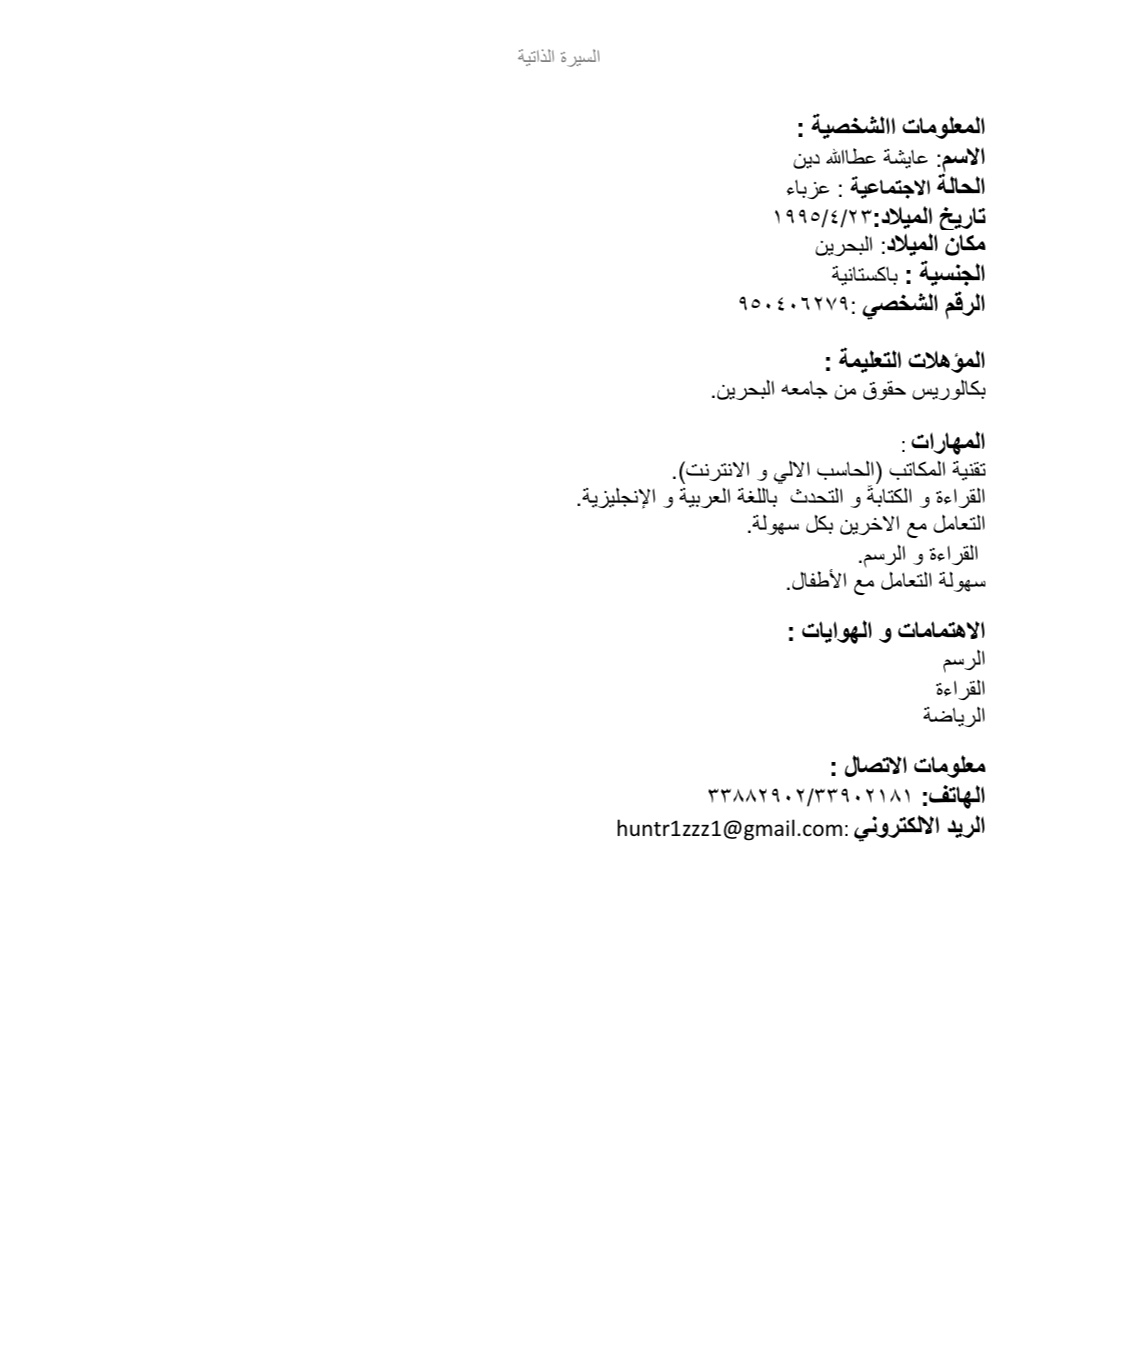 السيرة الذاتية
المعلومات االشخصية :
الاسم: عايشة عطاالله دين
الحالة الاجتماعية : عزباء
تاريخ الميلاد:١٩٩٥/٤/٢٣
مكان الميلاد: البحرين
الجنسية : باكستانية
الرقم الشخصي :٩٥٠٤٠٦٢٧٩
المؤهلات التعليمة :
بكالوريس حقوق من جامعه البحرين.
المهارات :
تقنية المكاتب (الحاسب الالي و الانترنت).
القراءة و الكتابةَ و التحدث باللغة العربية و الإنجليزية.
التعامل مع الاخرين بكل سهولة.
القراءة و الرسم.
سهولة التعامل مع الأطفال.
الاهتمامات و الهوايات :
الرسم
القراءة
الرياضة
معلومات الاتصال :
الهاتف: ٣٣٨٨٢٩٠٢/٣٣٩٠٢١٨١
الريد الالكتروني :huntr1zzz1@gmail.com